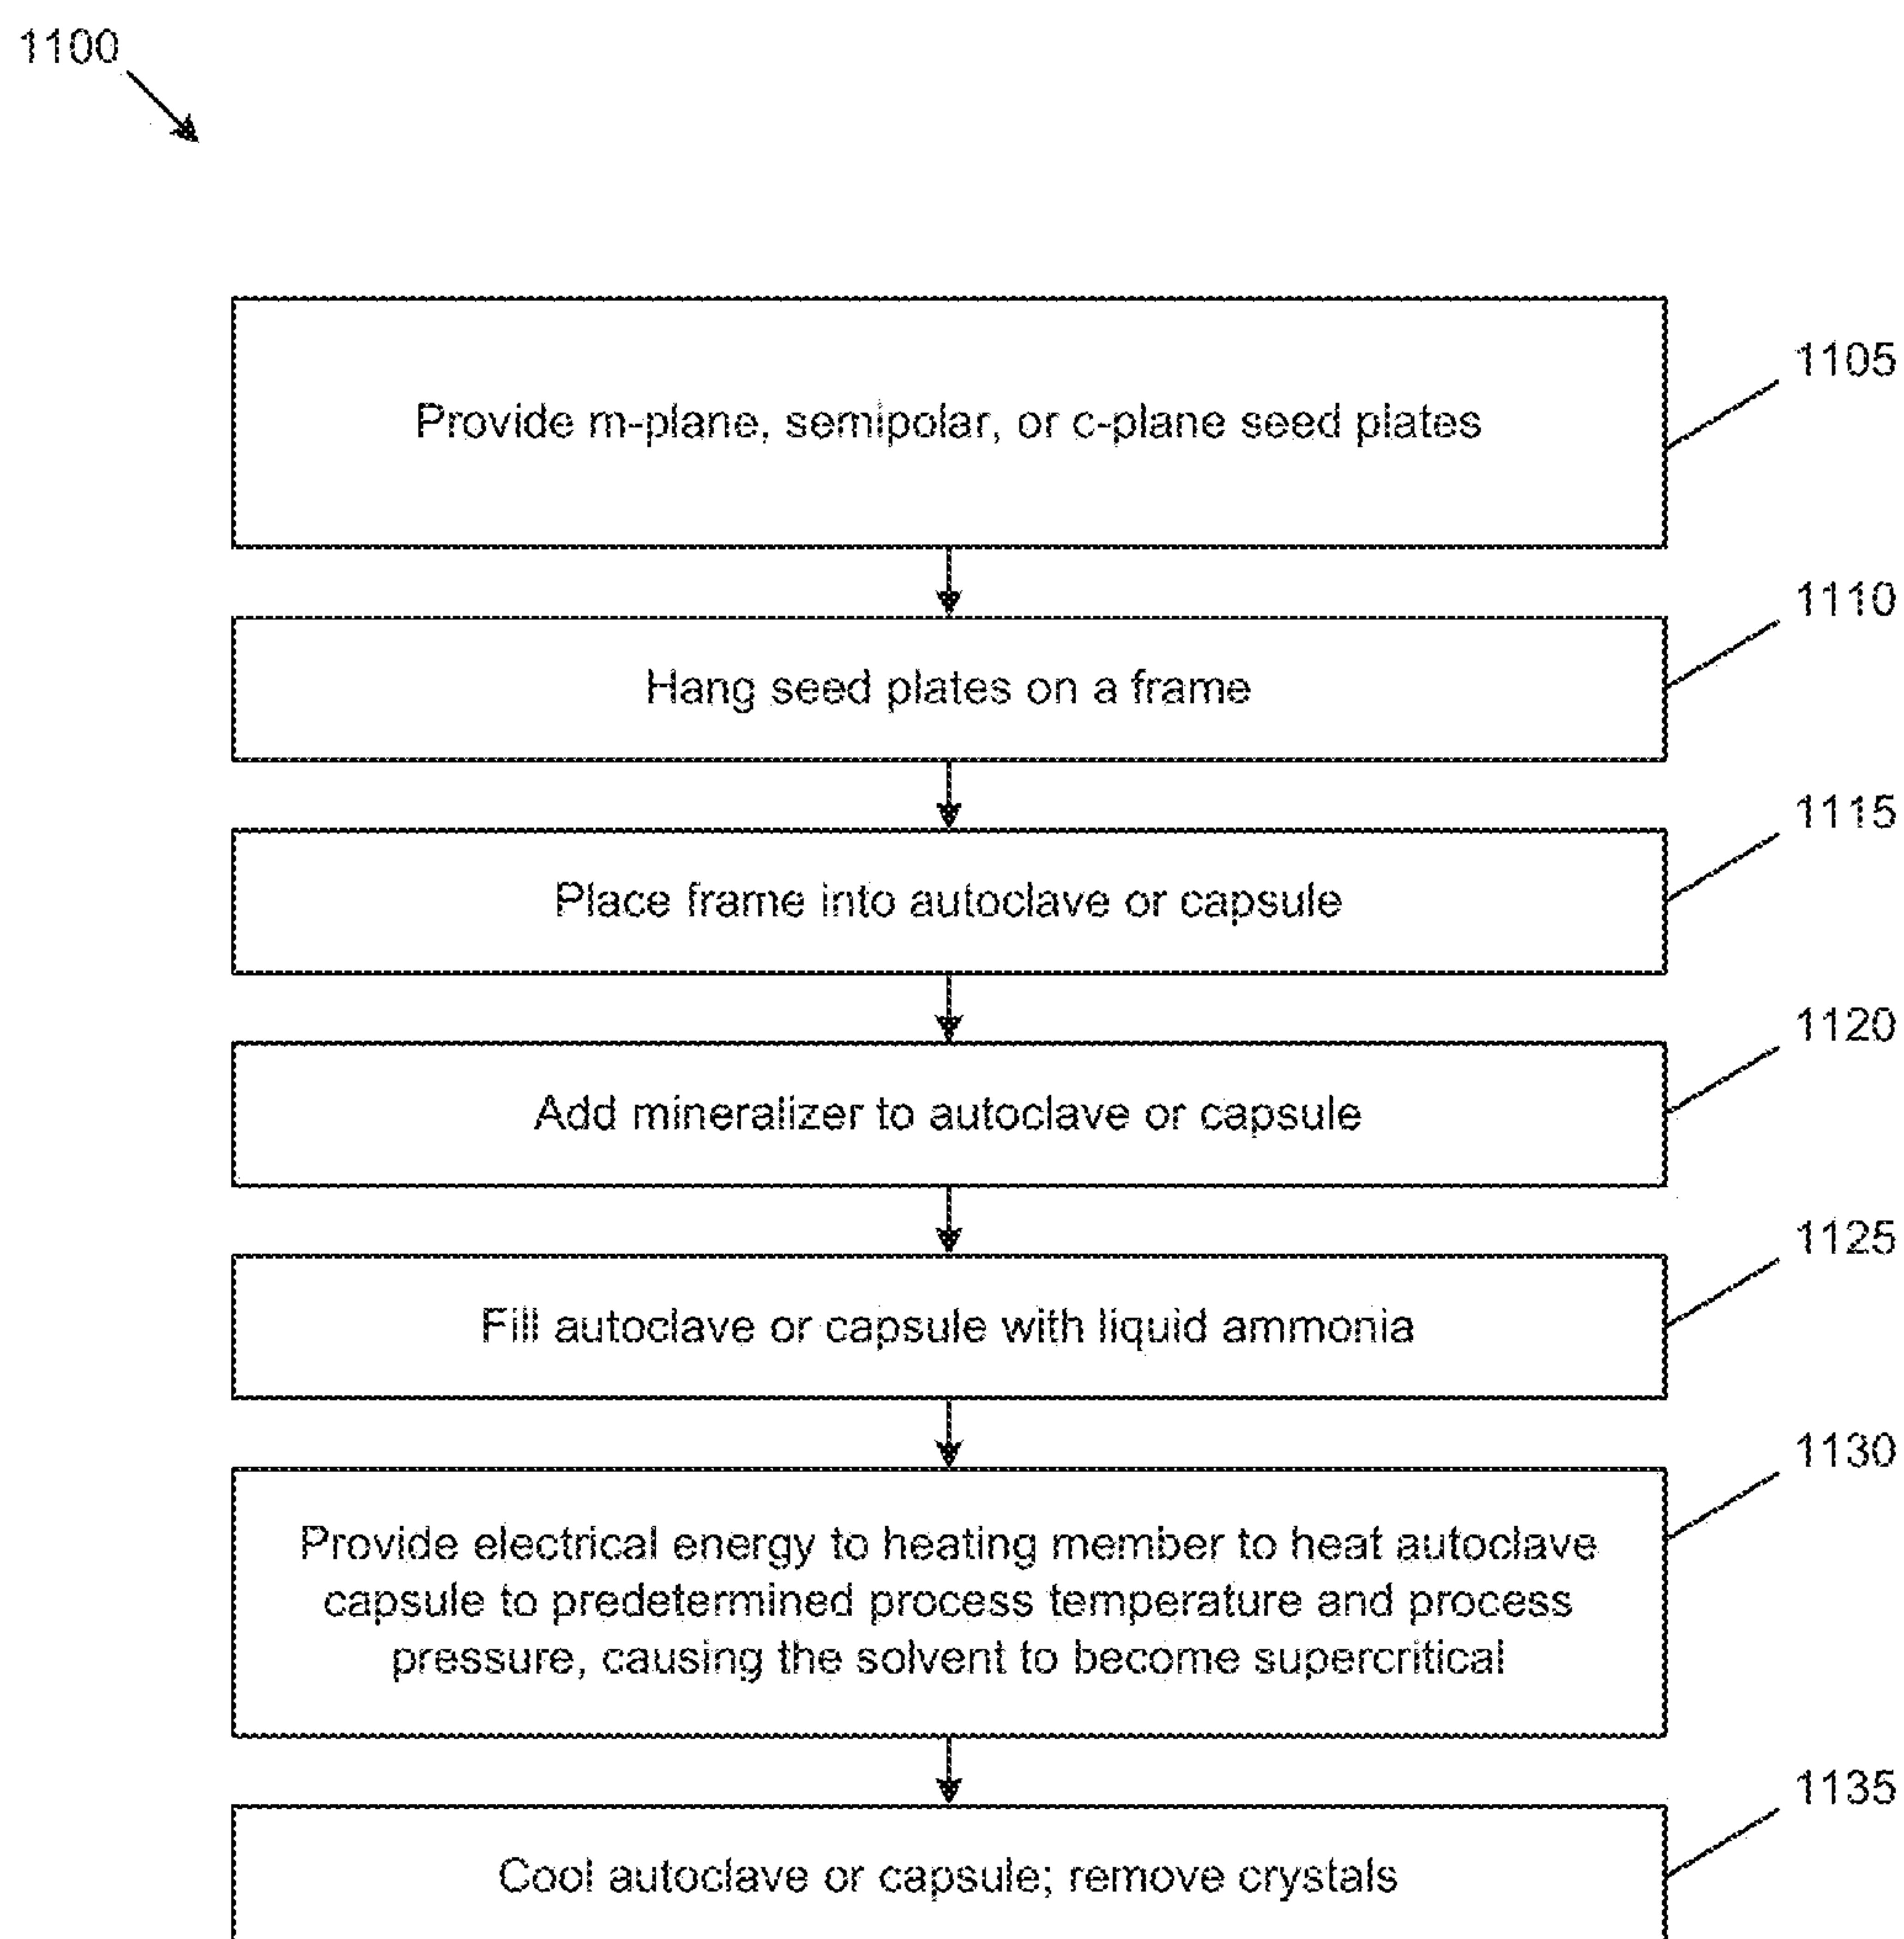 1100
1105
Provide m-plane, semipolar, or c-plane seed plates
1110
Hang seed plates on a frame
1115
Place frame into autoclave or capsule
1120
Add mineralizer to autoclave or capsule
1125
Fill autoclave or capsule with liquid ammonia
1130
Provide electrical energy to heating member to heat autoclave
capsule to predetermined process temperature and process
pressure, causing the solvent to become supercritical
1135
Cool autoclave or capsule; remove crystals